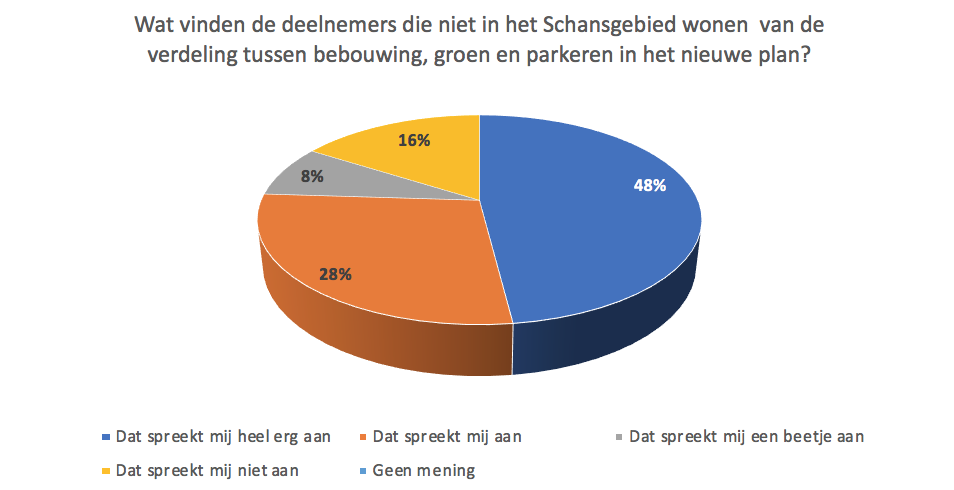 Wat vinden de deelnemers die niet in het Schansgebied wonen van de
verdeling tussen bebouwing, groen en parkeren in het nieuwe plan?
16%
8%
48%
28%
Dat spreekt mij heel erg aan
Dat spreekt mij aan
Dat spreekt mij een beetje aan
Dat spreekt mij niet aan
Geen mening